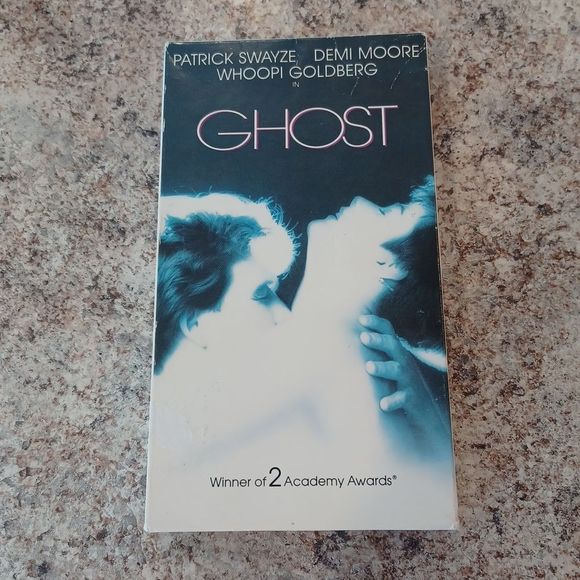 PATRICK SWAYZE DEMI MOORE
WHOOPI GOLDBERG
IN
GHOST
Winner of 2 Academy Awards®